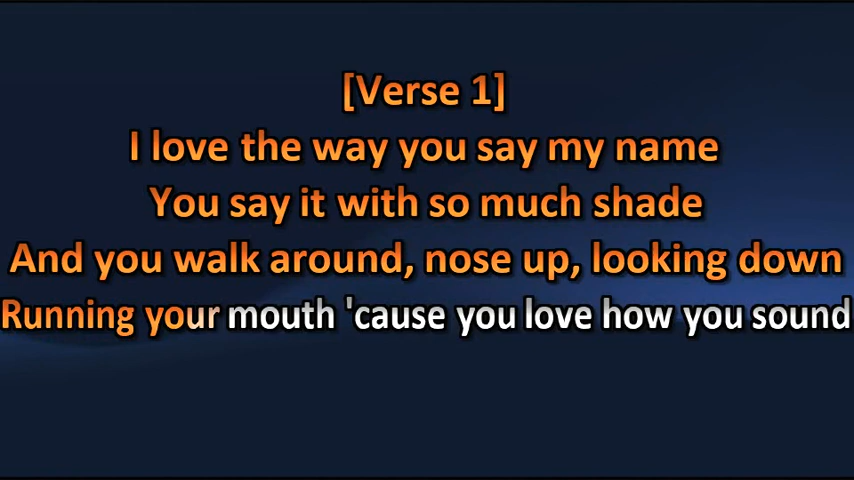 [Verse 1]
I love the way you say my name
You say it with so much shade
And you walk around, nose up, looking down
Running your mouth 'cause you love how you sound